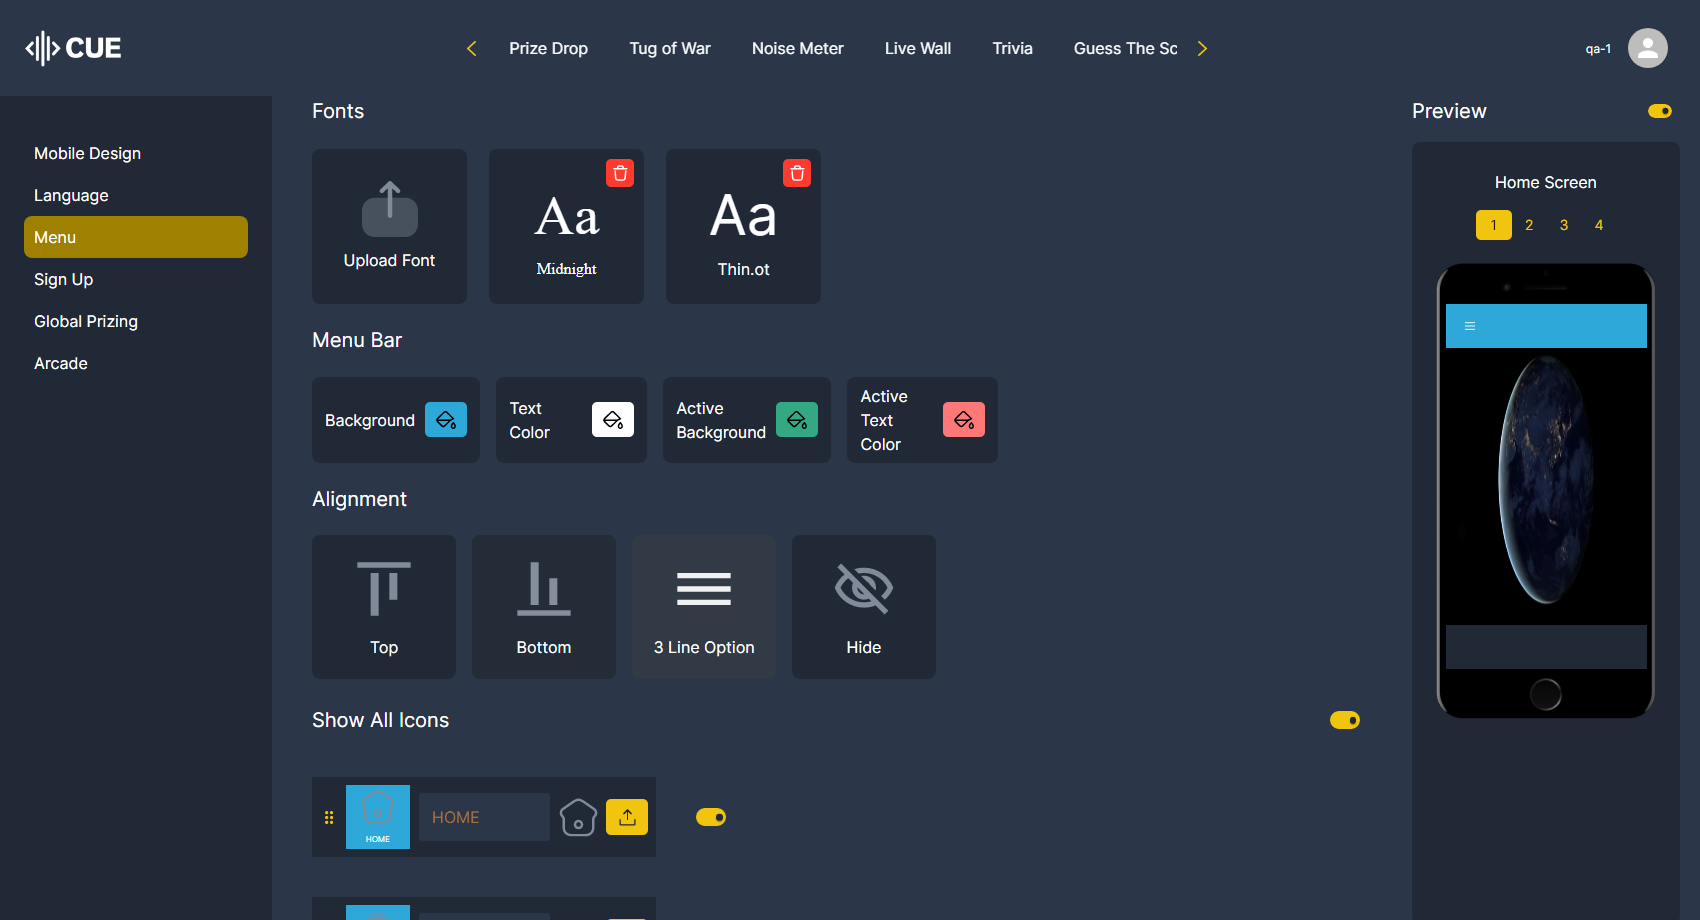 CUE
Prize Drop
Tug of War
Noise Meter
Live Wall
Trivia
Guess The Sc
qa-1
Mobile Design
Language
Menu
Sign Up
Global Prizing
Arcade
Fonts
Upload Font
Aa
Midnight
Aa
Thin.ot
Menu Bar
Background
Text
Color
Active
Background
Active
Text
Color
Alignment
Top
Bottom
3 Line Option
Hide
Show All Icons
HOME
HOME
Preview
Home Screen
1 2 3 4